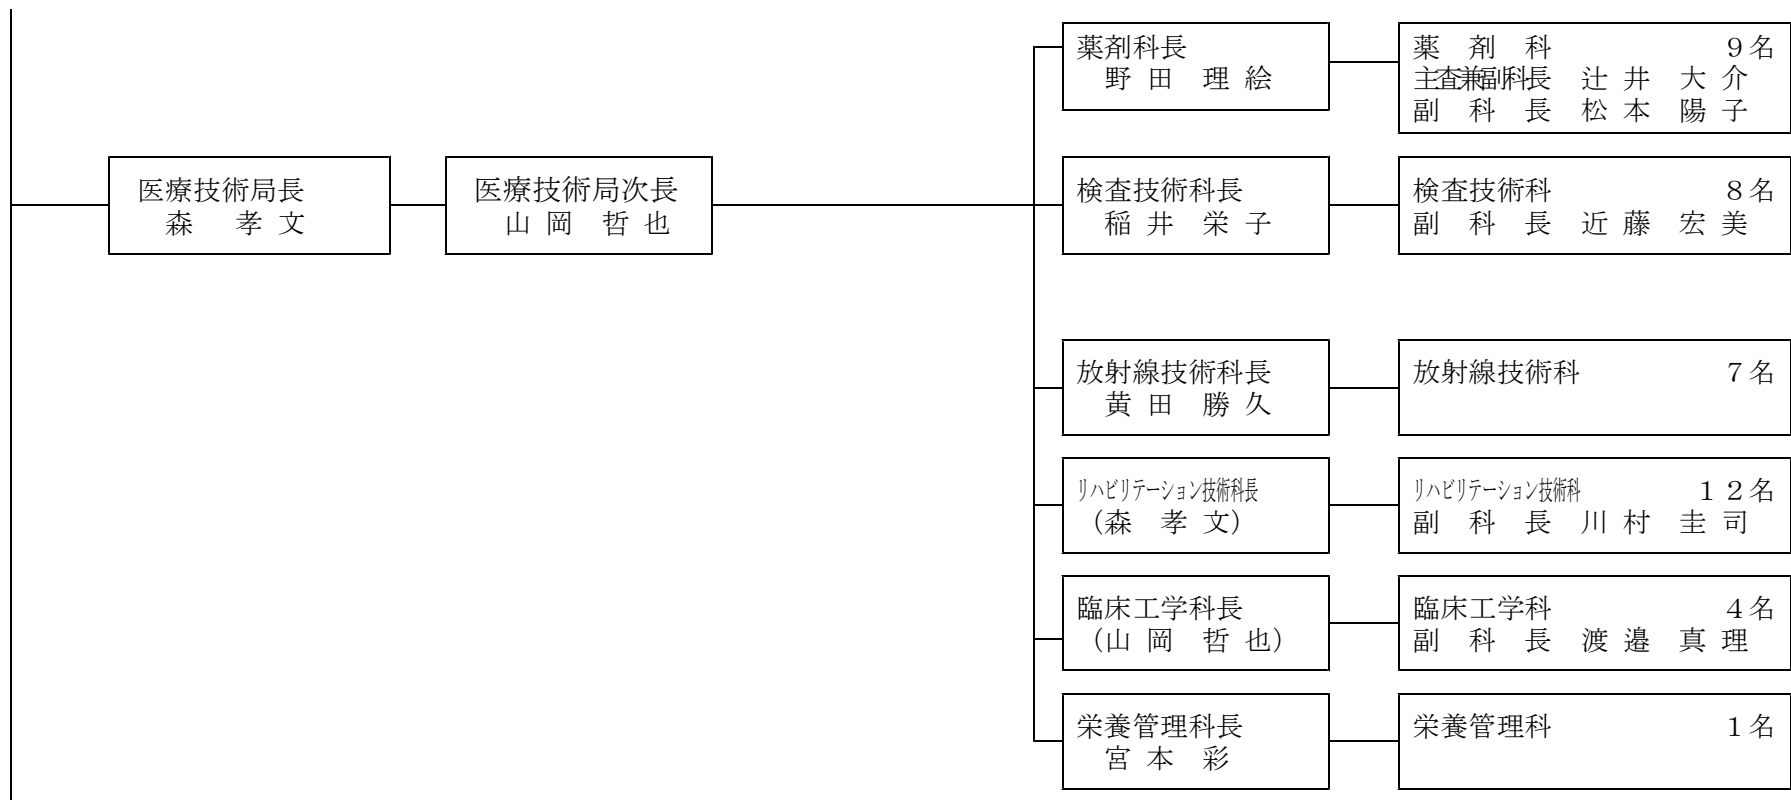 薬剤科長
野田 理絵
薬 剤 科 ９名
主査兼副科長 辻井 大介
副 科 長 松本 陽子
医療技術局長
森 孝文
医療技術局次長
山岡 哲也
検査技術科長
稲井 栄子
検査技術科 ８名
副 科 長 近藤 宏美
放射線技術科長
黄田 勝久
放射線技術科 ７名
リハビリテーション技術科長
（森 孝文）
リハビリテーション技術科 １２名
副 科 長 川村 圭司
臨床工学科長
（山岡 哲也）
臨床工学科 ４名
副 科 長 渡邉 真理
栄養管理科長
宮本 彩
栄養管理科 １名